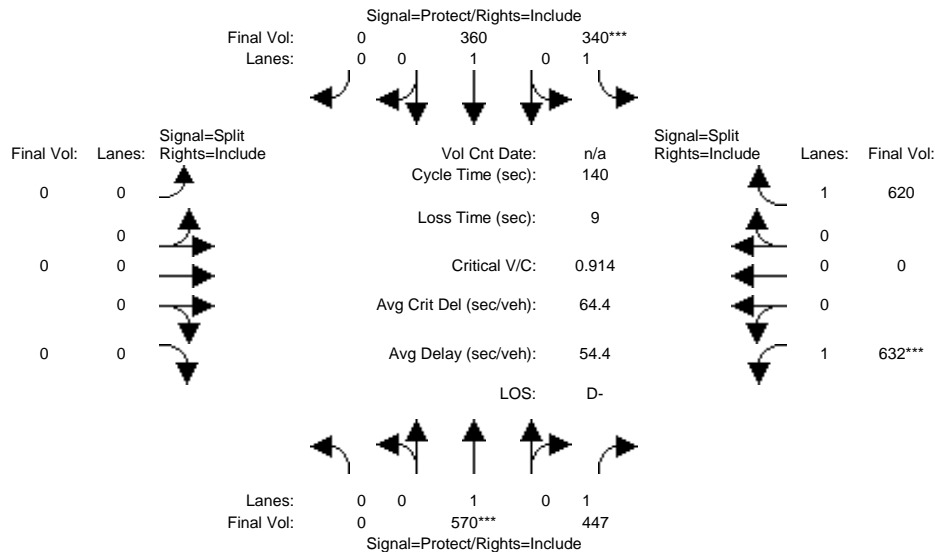 Signal=Protect/Rights=Include
Final Vol: 0 360 340***
Lanes: 0 0 1 0 1
Signal=Split
Final Vol: Lanes: Rights=Include
Vol Cnt Date: n/a
Signal=Split
Rights=Include Lanes: Final Vol:
Cycle Time (sec): 140
0 0
1 620
Loss Time (sec): 9
0
0
0 0
Critical V/C: 0.914
0 0
0
Avg Crit Del (sec/veh): 64.4
0
0 0
Avg Delay (sec/veh): 54.4
1 632***
LOS: D-
Lanes: 0 0 1 0 1
Final Vol: 0 570*** 447
Signal=Protect/Rights=Include